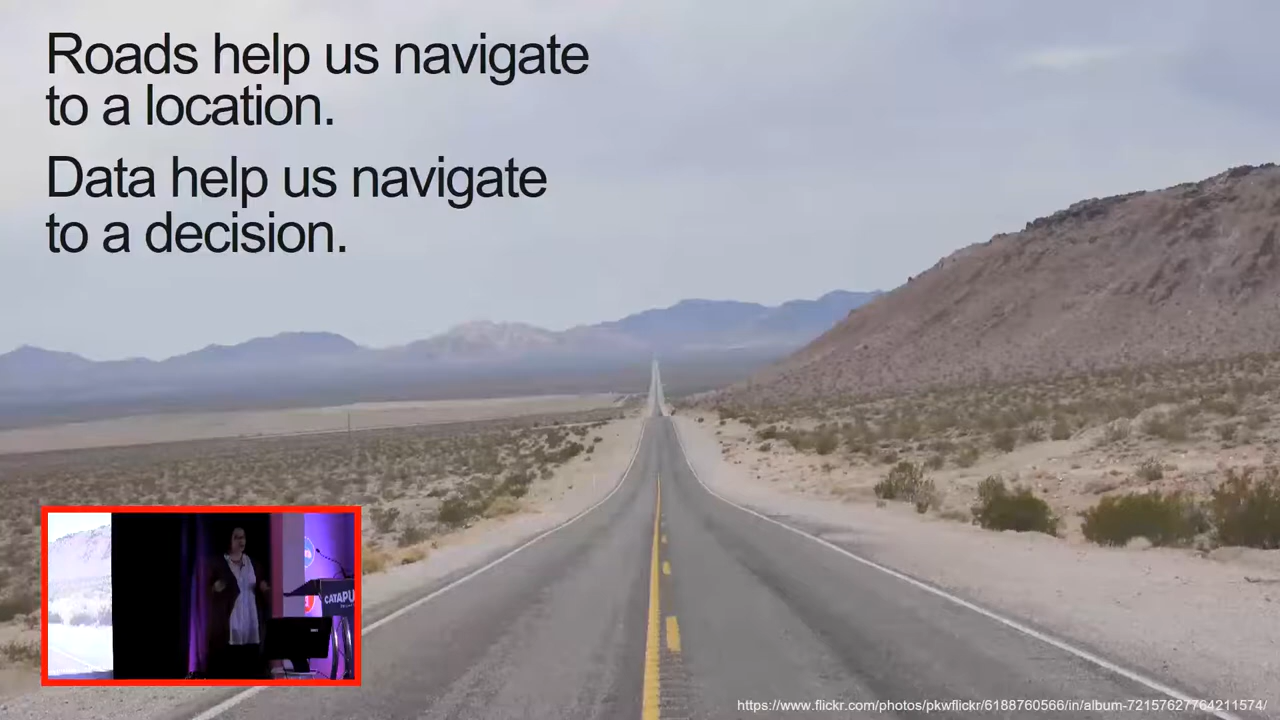 Roads help us navigate
to a location.
Data help us navigate
to a decision.
CATAPU
https://www.flickr.com/photos/pkwflickr/6188760566/in/album-72157627764211574/